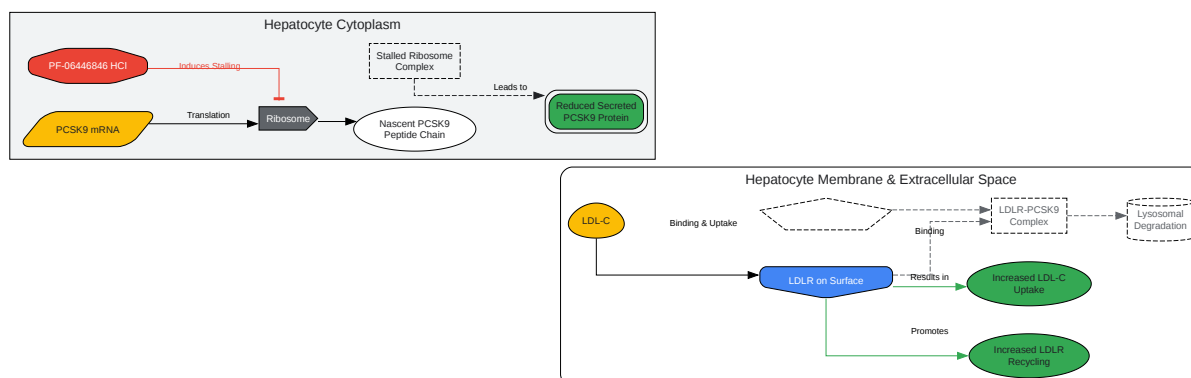 Hepatocyte Cytoplasm
PF-06446846 HCl
Induces Stalling
Stalled Ribosome
Complex
Leads to
Reduced Secreted
PCSK9 Protein
PCSK9 mRNA
Translation
Ribosome
Nascent PCSK9
Peptide Chain
Hepatocyte Membrane & Extracellular Space
LDL-C
Binding & Uptake
LDLR-PCSK9
Complex
Lysosomal
Degradation
Binding
LDLR on Surface
Results in
Increased LDL-C
Uptake
Promotes
Increased LDLR
Recycling